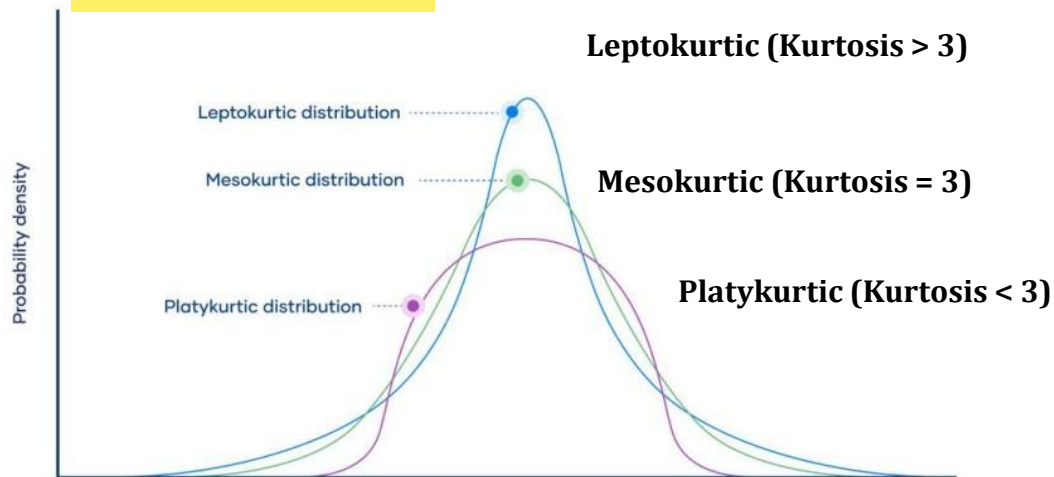 Leptokurtic (Kurtosis > 3)
Leptokurtic distribution
Mesokurtic distribution
Mesokurtic (Kurtosis = 3)
Probability density
Platykurtic (Kurtosis < 3)
Platykurtic distribution